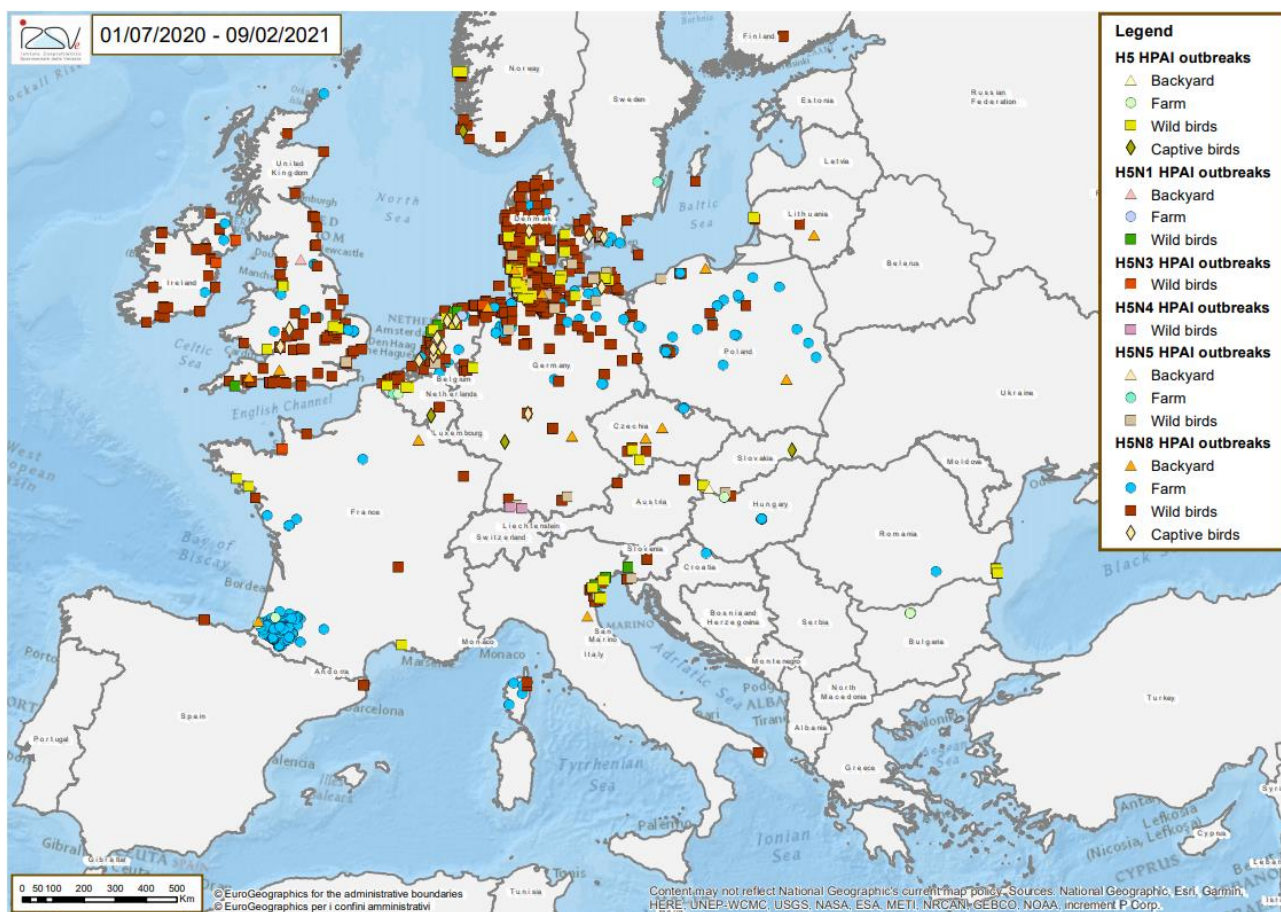 01/07/2020 - 09/02/2021
Legend
H5 HPAI outbreaks
Backyard
Farm
Wild birds
Captive birds
H5N1 HPAI outbreaks
Backyard
Farm
Wild birds
H5N3 HPAI outbreaks
Wild birds
H5N4 HPAI outbreaks
Wild birds
H5N5 HPAI outbreaks
Backyard
Farm
Wild birds
H5N8 HPAI outbreaks
Backyard
Farm
Wild birds
Captive birds
Finland
Norway
Sweden
Estonia
Russian
Federation
Latvia
United
Kingdom
North
Sea
Baltic
Sea
Denmark
Lithuania
Belarus
Ireland
Celtic
Sea
Amsterdam
Den Haag
Poland
Germany
Belgium
Netherlands
English Channel
Ukraine
Luxembourg
Czechia
Slovakia
Moldova
France
Austria
Hungary
Liechtenstein
Switzerland
Romania
Bay of
Biscay
Slovenia
Croatia
Bosnia and
Herzegovina
Serbia
Bulgaria
Monaco
San
Marino
Italy
Adriatic Sea
Montenegro
North
Macedonia
Andorra
Barcelona
Albania
Turkey
Spain
Portugal
Tyrrhenian
Sea
Greece
Palermo
Ionian
Sea
Gibraltar
Tunisia
Lefkosia
(Nicosia, Lefkoşa)
Cyprus
CYPRUS
0 50 100 200 300 400 500
Km
© EuroGeographics for the administrative boundaries
© EuroGeographics per i confini amministrativi
Content may not reflect National Geographic's current map policy. Sources: National Geographic, Esri, Garmin,
HERE, UNEP-WCMC, USGS, NASA, ESA, METI, NRCAN, GEBCO, NOAA, increment P Corp.